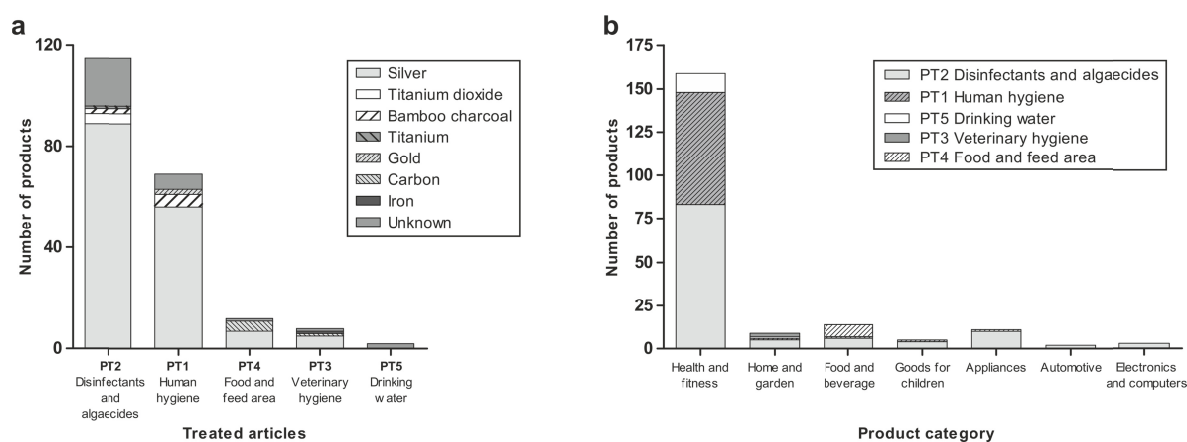 a
Number of products
120
80
40
0
Silver
Titanium dioxide
Bamboo charcoal
Titanium
Gold
Carbon
Iron
Unknown
PT2
Disinfectants
and
algaecides
PT1
Human
hygiene
PT4
Food and
feed area
PT3
Veterinary
hygiene
PT5
Drinking
water
Treated articles
b
Number of products
175
150
125
100
75
50
25
0
PT2 Disinfectants and algaecides
PT1 Human hygiene
PT5 Drinking water
PT3 Veterinary hygiene
PT4 Food and feed area
Health and
fitness
Home and
garden
Food and
beverage
Goods for
children
Appliances
Automotive
Electronics
and computers
Product category